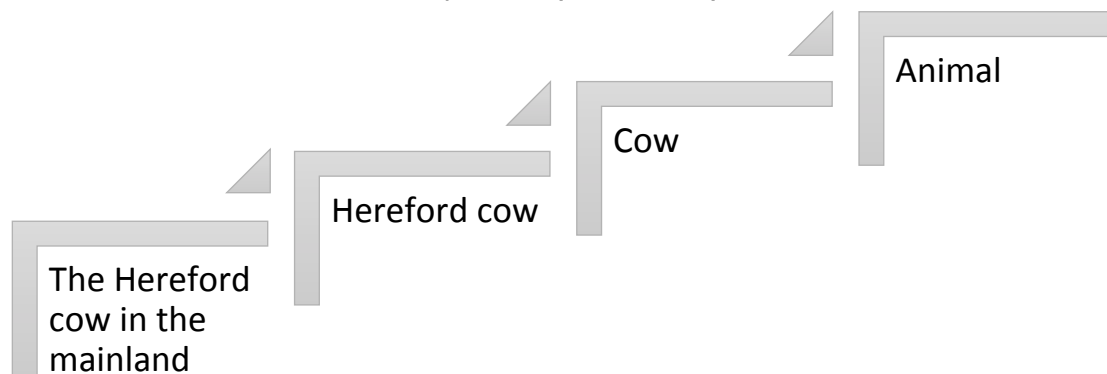 Animal
Cow
Hereford cow
The Hereford
cow in the
mainland